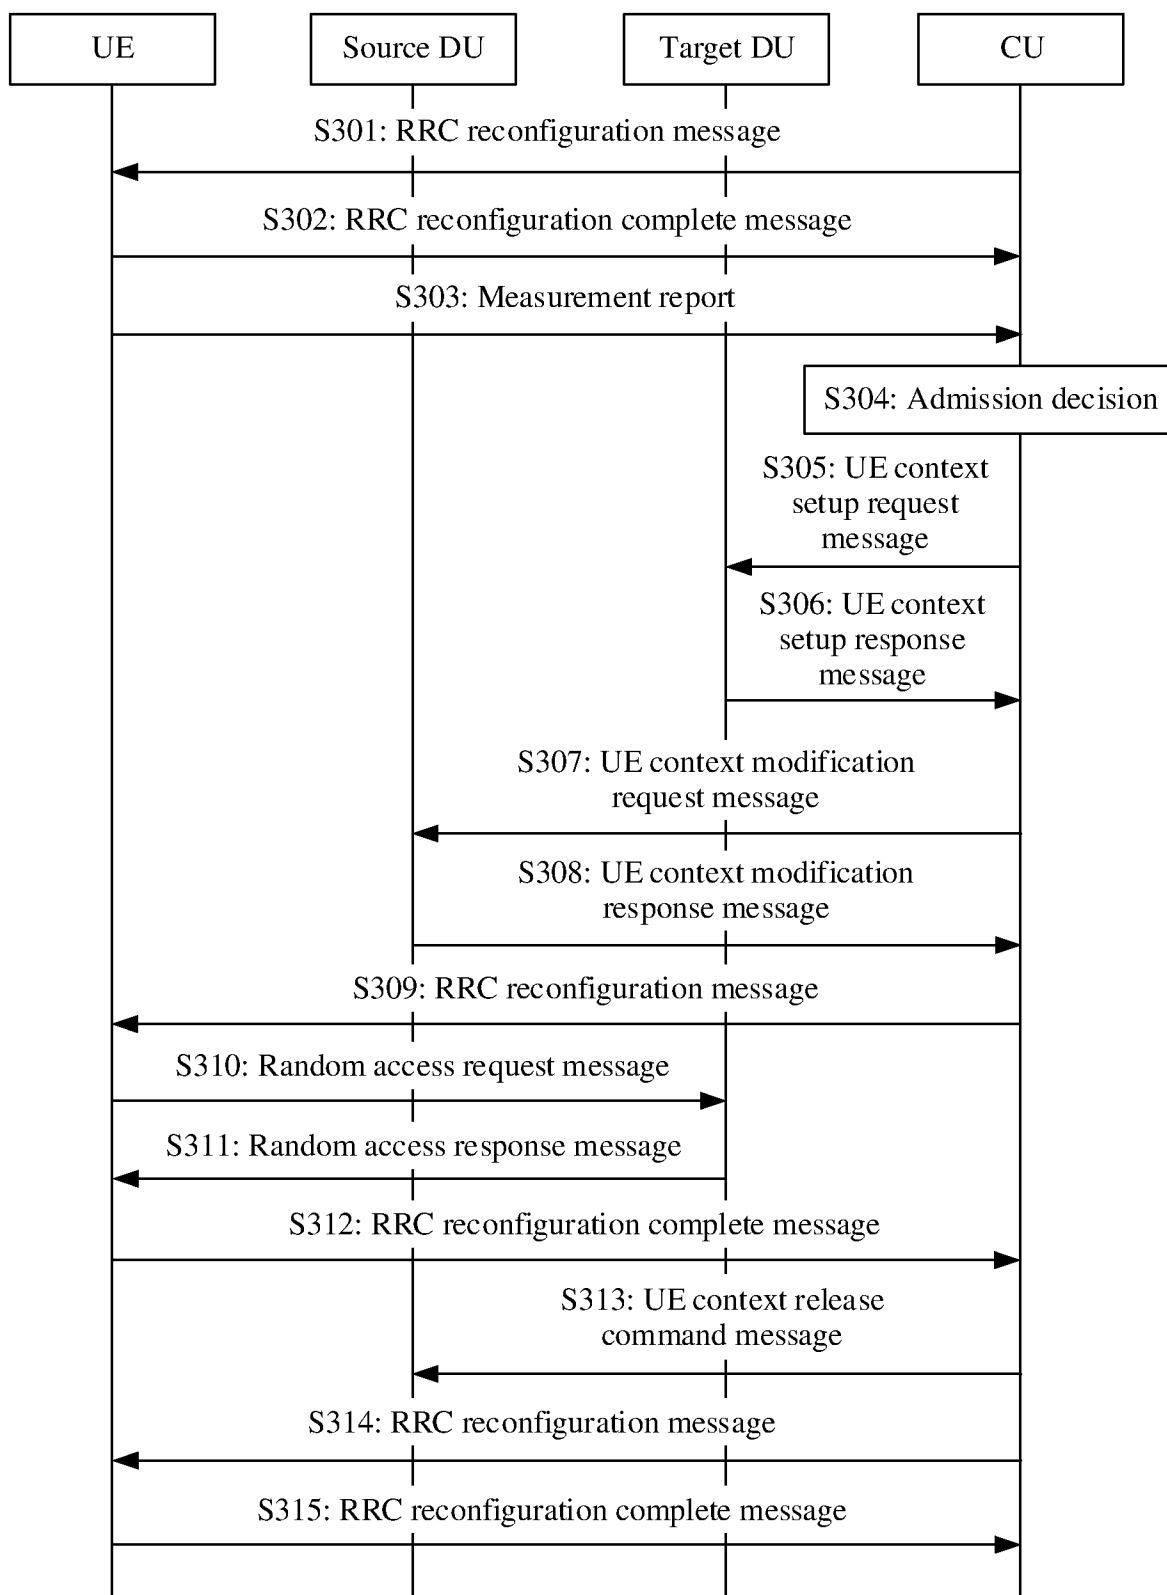 UE
Source DU
Target DU
CU
S301: RRC reconfiguration message
S302: RRC reconfiguration complete message
S303: Measurement report
S304: Admission decision
S305: UE context
setup request
message
S306: UE context
setup response
message
S307: UE context modification
request message
S308: UE context modification
response message
S309: RRC reconfiguration message
S310: Random access request message
S311: Random access response message
S312: RRC reconfiguration complete message
S313: UE context release
command message
S314: RRC reconfiguration message
S315: RRC reconfiguration complete message